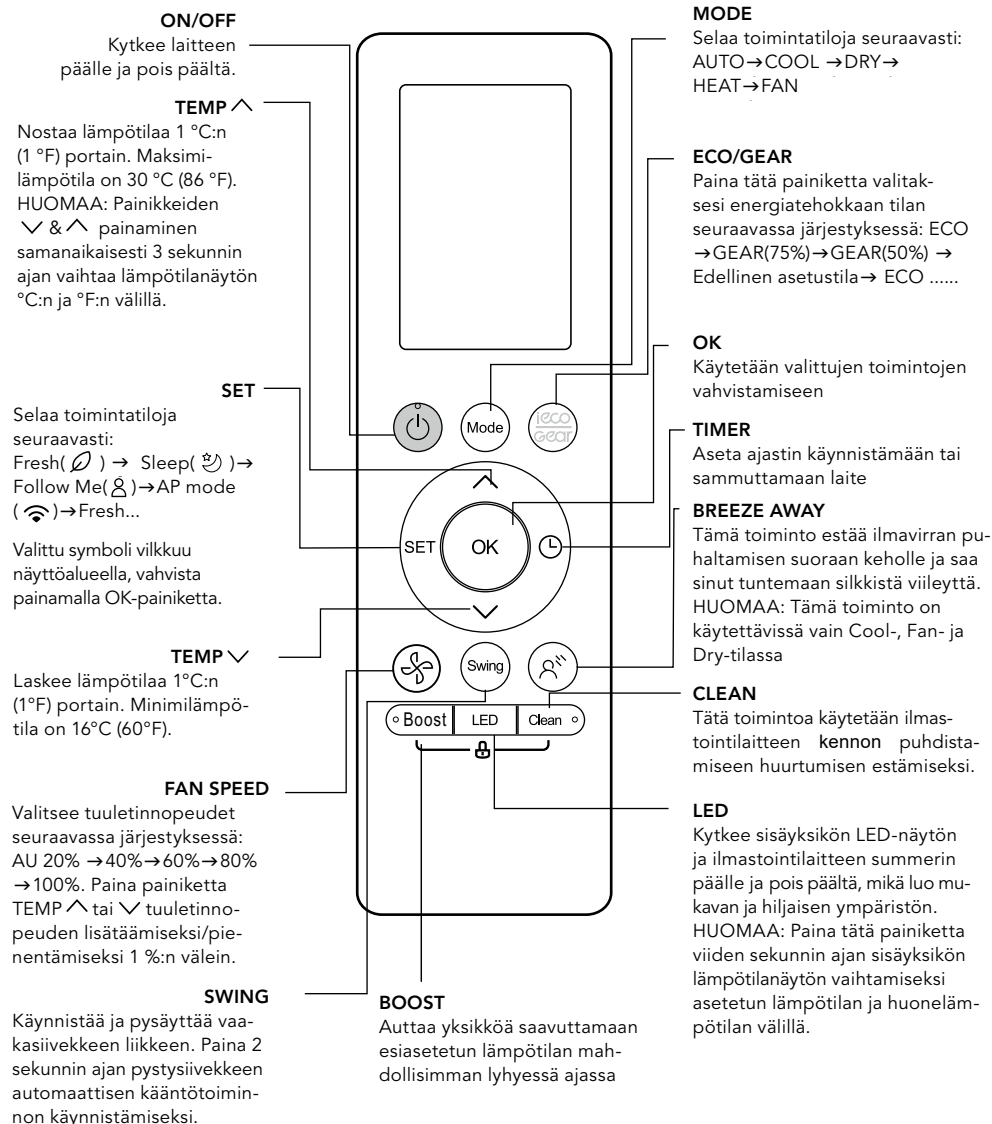 ON/OFF
Kytkee laitteen
päälle ja pois päältä.
TEMP ∧
Nostaa lämpötilaa 1 °C:n
(1 °F) portain. Maksimi-
lämpötila on 30 °C (86 °F).
HUOMAA: Painikkeiden
∨ & ∧ painaminen
samanaikaisesti 3 sekunnin
ajan vaihtaa lämpötilanäytön
°C:n ja °F:n välillä.
SET
Selaa toimintatiloja
seuraavasti:
Fresh( ) → Sleep( )→
Follow Me( )→AP mode
( )→Fresh...
Valittu symboli vilkkuu
näyttöalueella, vahvista
painamalla OK-painiketta.
TEMP ∨
Laskee lämpötilaa 1°C:n
(1°F) portain. Minimilämpö-
tila on 16°C (60°F).
FAN SPEED
Valitsee tuuletinnopeudet
seuraavassa järjestyksessä:
AU 20% →40%→60%→80%
→100%. Paina painiketta
TEMP ∧ tai ∨ tuuletinno-
peuden lisätäämiseksi/pie-
nentämiseksi 1 %:n välein.
SWING
Käynnistää ja pysäyttää vaa-
kasiivekkeen liikkeen. Paina 2
sekunnin ajan pystysiivekkeen
automaattisen kääntötoimin-
non käynnistämiseksi.
Mode
ieco
Gear
SET
OK
Swing
Boost
LED
Clean
BOOST
Auttaa yksikköä saavuttamaan
esiasetetun lämpötilan mah-
dollisimman lyhyessä ajassa
MODE
Selaa toimintatiloja seuraavasti:
AUTO→COOL →DRY→
HEAT→FAN
ECO/GEAR
Paina tätä painiketta valitak-
sesi energiatehokkaan tilan
seuraavassa järjestyksessä: ECO
→GEAR(75%)→GEAR(50%) →
Edellinen asetustila→ ECO ......
OK
Käytetään valittujen toimintojen
vahvistamiseen
TIMER
Aseta ajastin käynnistämään tai
sammuttamaan laite
BREEZE AWAY
Tämä toiminto estää ilmavirran pu-
haltamisen suoraan keholle ja saa
sinut tuntemaan silkkistä viileyttä.
HUOMAA: Tämä toiminto on
käytettävissä vain Cool-, Fan- ja
Dry-tilassa
CLEAN
Tätä toimintoa käytetään ilmas-
tointilaitteen kennon puhdista-
miseen huurtumisen estämiseksi.
LED
Kytkee sisäyksikön LED-näytön
ja ilmastointilaitteen summerin
päälle ja pois päältä, mikä luo mu-
kavan ja hiljaisen ympäristön.
HUOMAA: Paina tätä painiketta
viiden sekunnin ajan sisäyksikön
lämpötilanäytön vaihtamiseksi
asetetun lämpötilan ja huoneläm-
pötilan välillä.